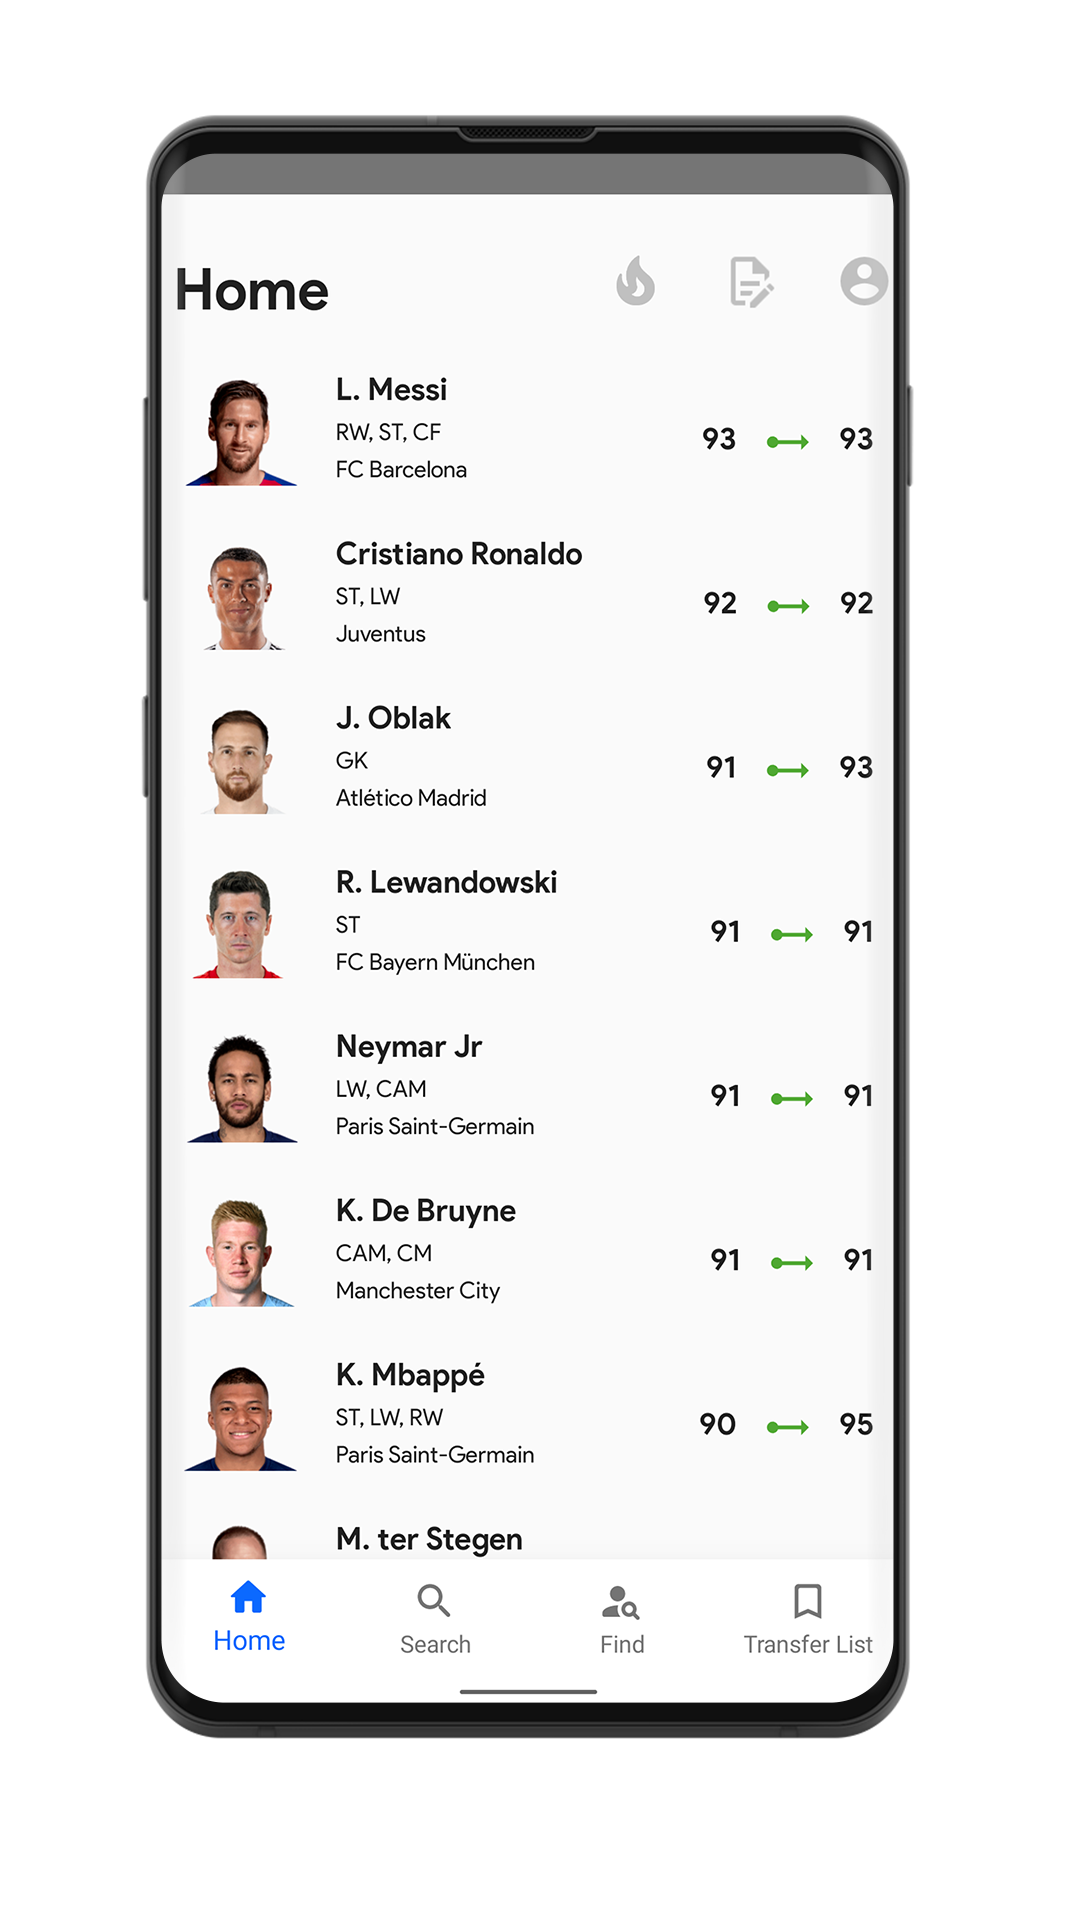 Home
L. Messi
RW, ST, CF
FC Barcelona
93 93
Cristiano Ronaldo
ST, LW
Juventus
92 92
J. Oblak
GK
Atlético Madrid
91 93
R. Lewandowski
ST
FC Bayern München
91 91
Neymar Jr
LW, CAM
Paris Saint-Germain
91 91
K. De Bruyne
CAM, CM
Manchester City
91 91
K. Mbappé
ST, LW, RW
Paris Saint-Germain
90 95
M. ter Stegen
Home Search Find Transfer List